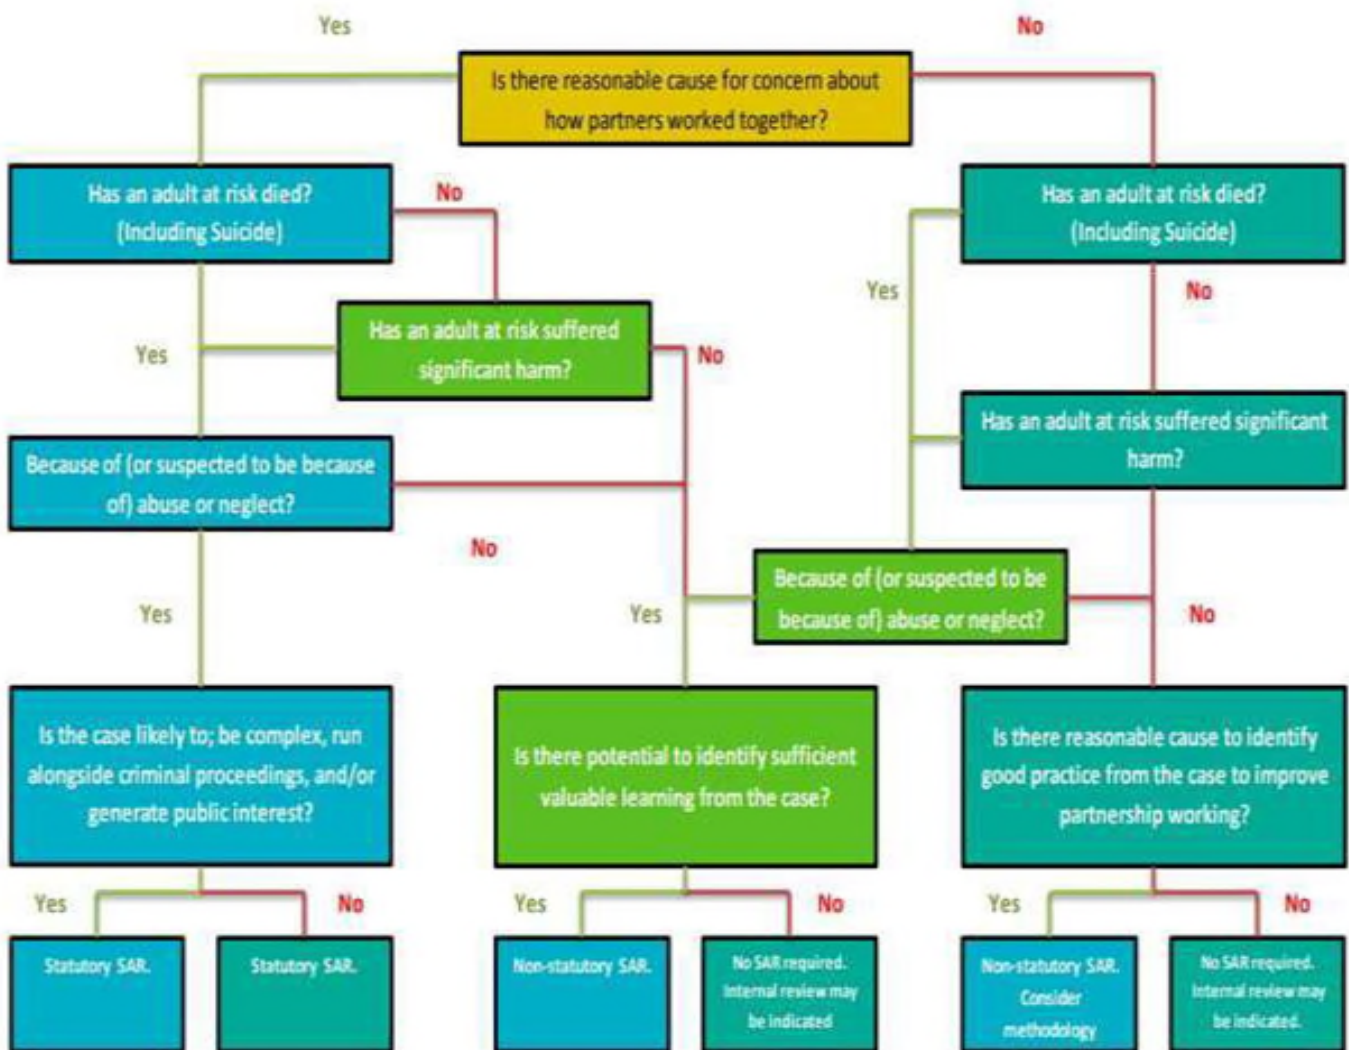 Yes
No
Is there reasonable cause for concern about
how partners worked together?
Has an adult at risk died?
(Including Suicide)
No
Has an adult at risk died?
(Including Suicide)
Yes
No
Has an adult at risk suffered
significant harm?
Yes
No
Has an adult at risk suffered significant
harm?
Because of (or suspected to be because
of) abuse or neglect?
No
Because of (or suspected to be
because of) abuse or neglect?
Yes
Yes
No
Is the case likely to; be complex, run
alongside criminal proceedings, and/or
generate public interest?
Is there potential to identify sufficient
valuable learning from the case?
Is there reasonable cause to identify
good practice from the case to improve
partnership working?
Yes
No
Yes
No
Yes
No
Statutory SAR.
Statutory SAR.
Non-statutory SAR.
No SAR required.
Internal review may
be indicated
Non-statutory SAR.
Consider
methodology
No SAR required.
Internal review may
be indicated.